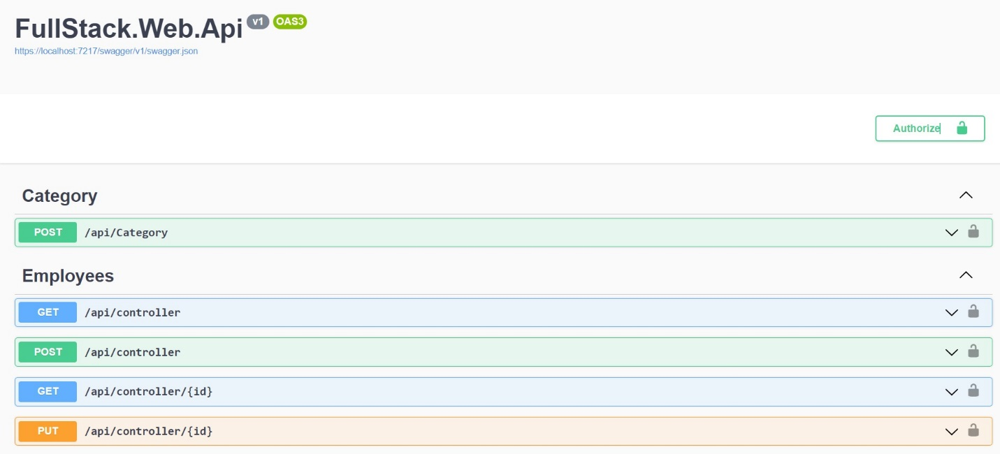 FullStack.Web.Api v1 OAS3
https://localhost:7217/swagger/v1/swagger.json
Authorize
Category
POST /api/Category
Employees
GET /api/controller
POST /api/controller
GET /api/controller/{id}
PUT /api/controller/{id}